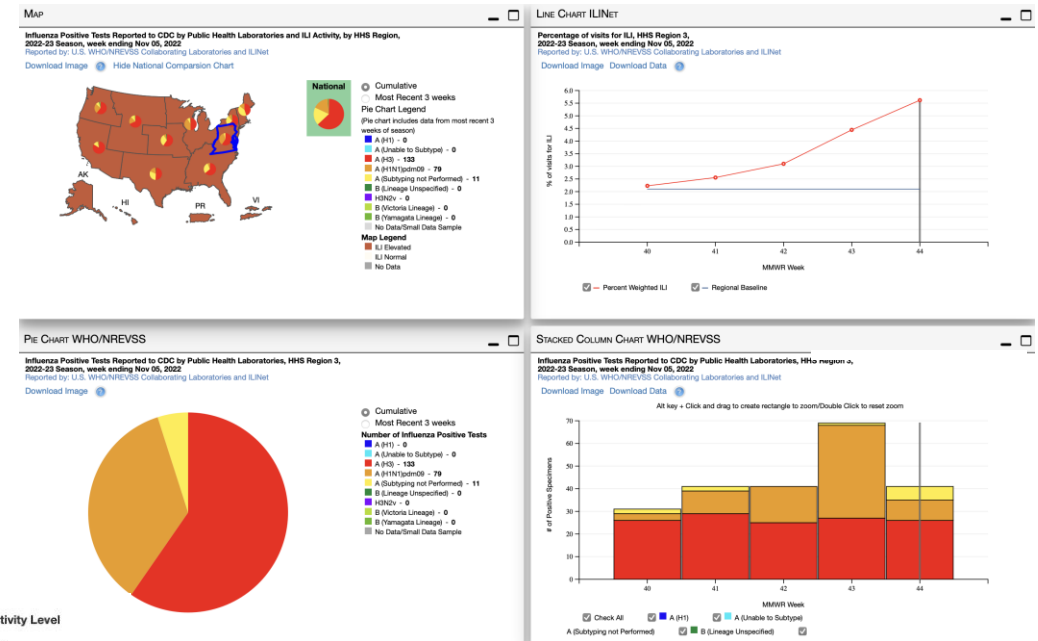 MAP
Influenza Positive Tests Reported to CDC by Public Health Laboratories and ILI Activity, by HHS Region,
2022-23 Season, week ending Nov 05, 2022
Reported by: U.S. WHO/NREVSS Collaborating Laboratories and ILINet
Download Image Hide National Comparsion Chart
National
Cumulative
Most Recent 3 weeks
Pie Chart Legend
(Pie chart includes data from most recent 3
weeks of season)
A (H1) - 0
A (Unable to Subtype) - 0
A (H3) - 133
A (H1N1)pdm09 - 79
A (Subtyping not Performed) - 11
B (Lineage Unspecified) - 0
H3N2v - 0
B (Victoria Lineage) - 0
B (Yamagata Lineage) - 0
No Data/Small Data Sample
Map Legend
ILI Elevated
ILI Normal
No Data
AK
HI
PR
VI
LINE CHART ILINET
Percentage of visits for ILI, HHS Region 3,
2022-23 Season, week ending Nov 05, 2022
Reported by: U.S. WHO/NREVSS Collaborating Laboratories and ILINet
Download Image Download Data
% of visits for ILI
6.0
5.5
5.0
4.5
4.0
3.5
3.0
2.5
2.0
1.5
1.0
0.5
0.0
40 41 42 43 44
MMWR Week
Percent Weighted ILI Regional Baseline
PIE CHART WHO/NREVSS
Influenza Positive Tests Reported to CDC by Public Health Laboratories, HHS Region 3,
2022-23 Season, week ending Nov 05, 2022
Reported by: U.S. WHO/NREVSS Collaborating Laboratories and ILINet
Download Image
Cumulative
Most Recent 3 weeks
Number of Influenza Positive Tests
A (H1) - 0
A (Unable to Subtype) - 0
A (H3) - 133
A (H1N1)pdm09 - 79
A (Subtyping not Performed) - 11
B (Lineage Unspecified) - 0
H3N2v - 0
B (Victoria Lineage) - 0
B (Yamagata Lineage) - 0
No Data/Small Data Sample
tivity Level
STACKED COLUMN CHART WHO/NREVSS
Influenza Positive Tests Reported to CDC by Public Health Laboratories, HHS Region 3,
2022-23 Season, week ending Nov 05, 2022
Reported by: U.S. WHO/NREVSS Collaborating Laboratories and ILINet
Download Image Download Data
Alt key + Click and drag to create rectangle to zoom/Double Click to reset zoom
# of Positive Specimens
70
60
50
40
30
20
10
0
40 41 42 43 44
MMWR Week
Check All A (H1) A (Unable to Subtype)
A (Subtyping not Performed) B (Lineage Unspecified)